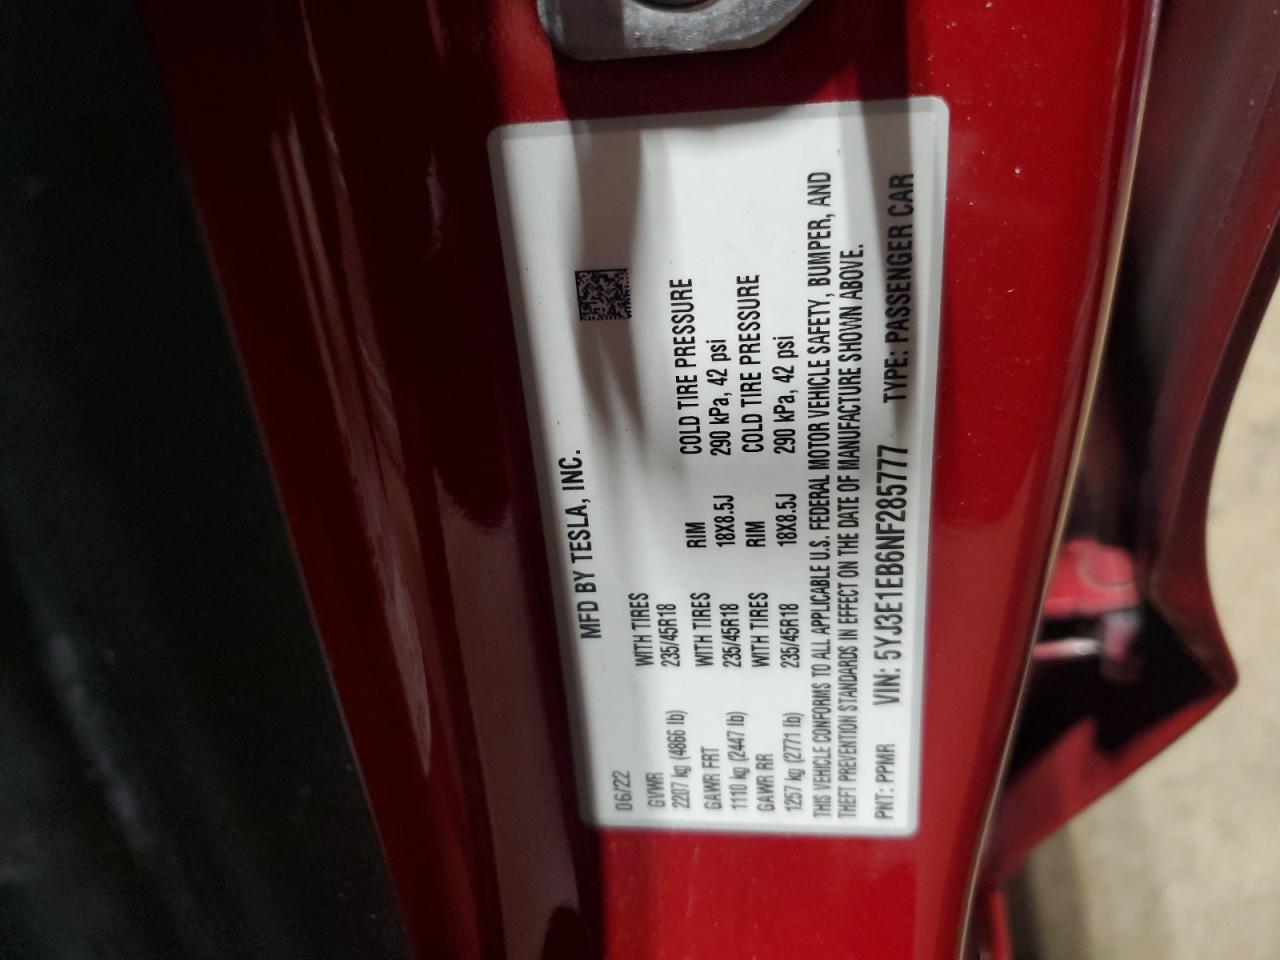 MFD BY TESLA, INC.
06/22
GVWR WITH TIRES
2207 kg (4866 lb) 235/45R18
GAWR FRT WITH TIRES RIM COLD TIRE PRESSURE
1110 kg (2447 lb) 235/45R18 18X8.5J 290 kPa, 42 psi
GAWR RR WITH TIRES RIM COLD TIRE PRESSURE
1257 kg (2771 lb) 235/45R18 18X8.5J 290 kPa, 42 psi
THIS VEHICLE CONFORMS TO ALL APPLICABLE U.S. FEDERAL MOTOR VEHICLE SAFETY, BUMPER, AND
THEFT PREVENTION STANDARDS IN EFFECT ON THE DATE OF MANUFACTURE SHOWN ABOVE.
PNT: PPMR VIN: 5YJ3E1EB6NF285777 TYPE: PASSENGER CAR